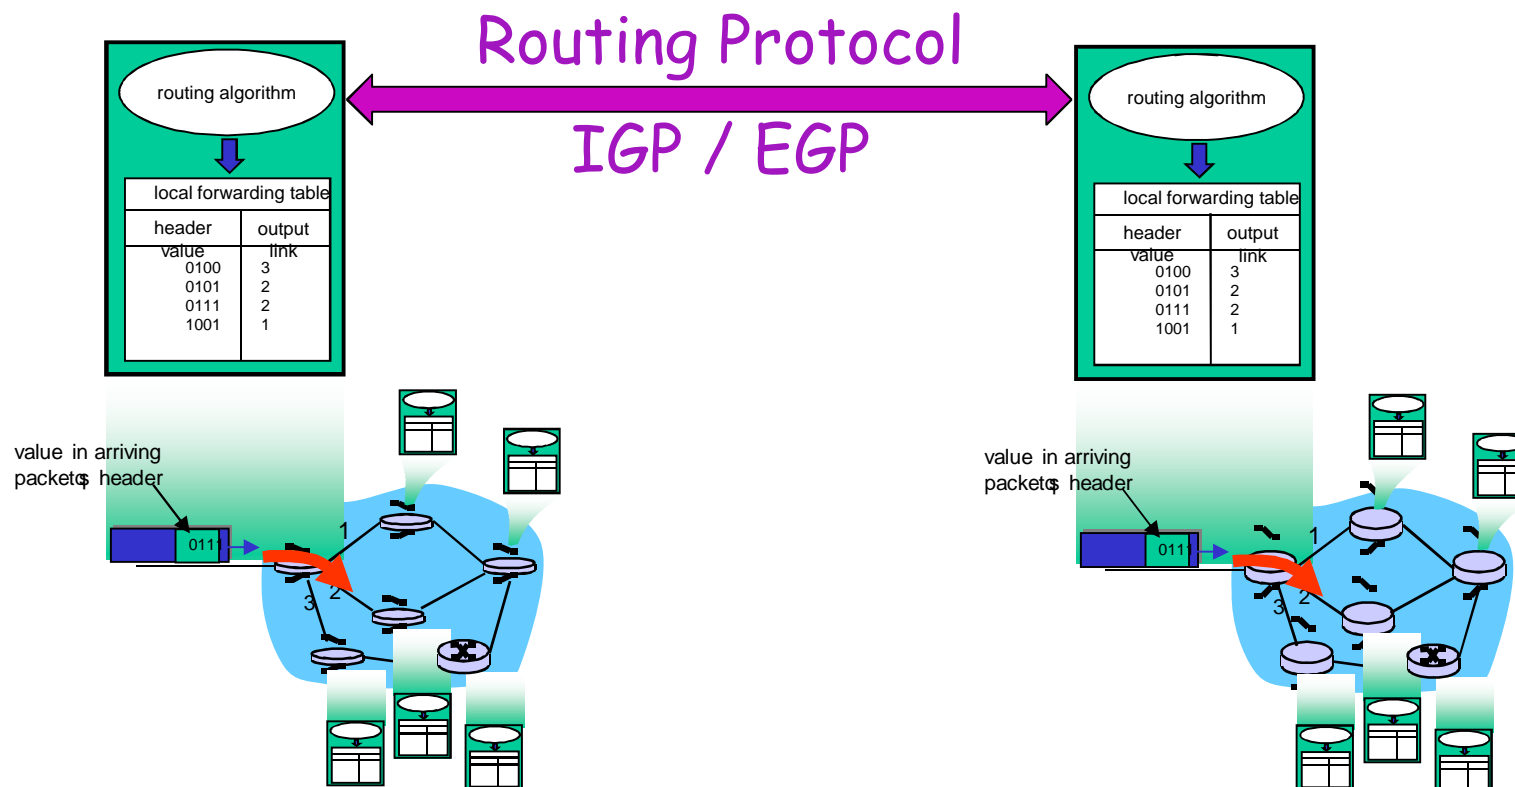 Routing Protocol
IGP / EGP
routing algorithm
local forwarding table
header value output link
0100 3
0101 2
0111 2
1001 1
value in arriving
header
0111
1
2
3
routing algorithm
local forwarding table
header value output link
0100 3
0101 2
0111 2
1001 1
value in arriving
header
0111
1
2
3